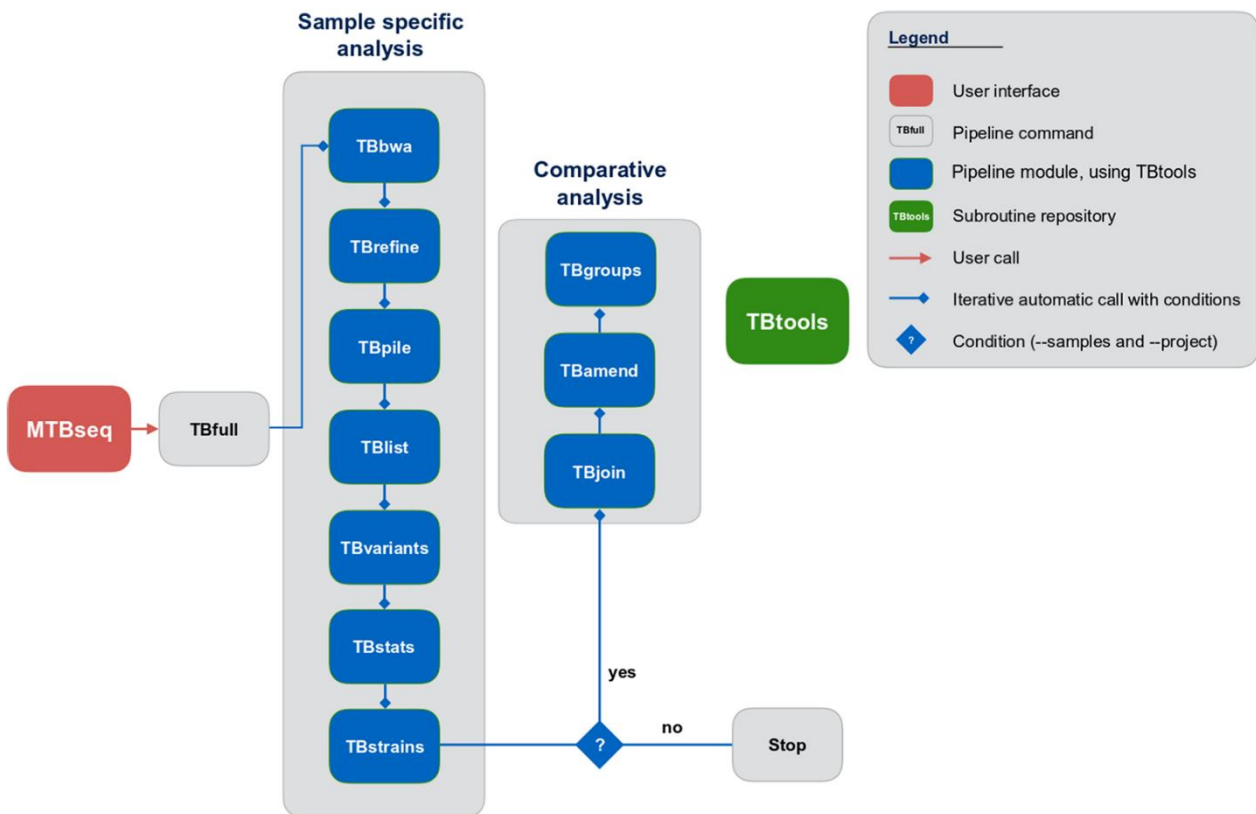 Sample specific
analysis
TBbwa
TBrefine
TBpile
TBlist
TBvariants
TBstats
TBstrains
MTBseq
TBfull
Comparative
analysis
TBgroups
TBamend
TBjoin
yes
?
no
Stop
TBtools
Legend
User interface
TBfull Pipeline command
Pipeline module, using TBtools
TBtools Subroutine repository
User call
Iterative automatic call with conditions
? Condition (--samples and --project)